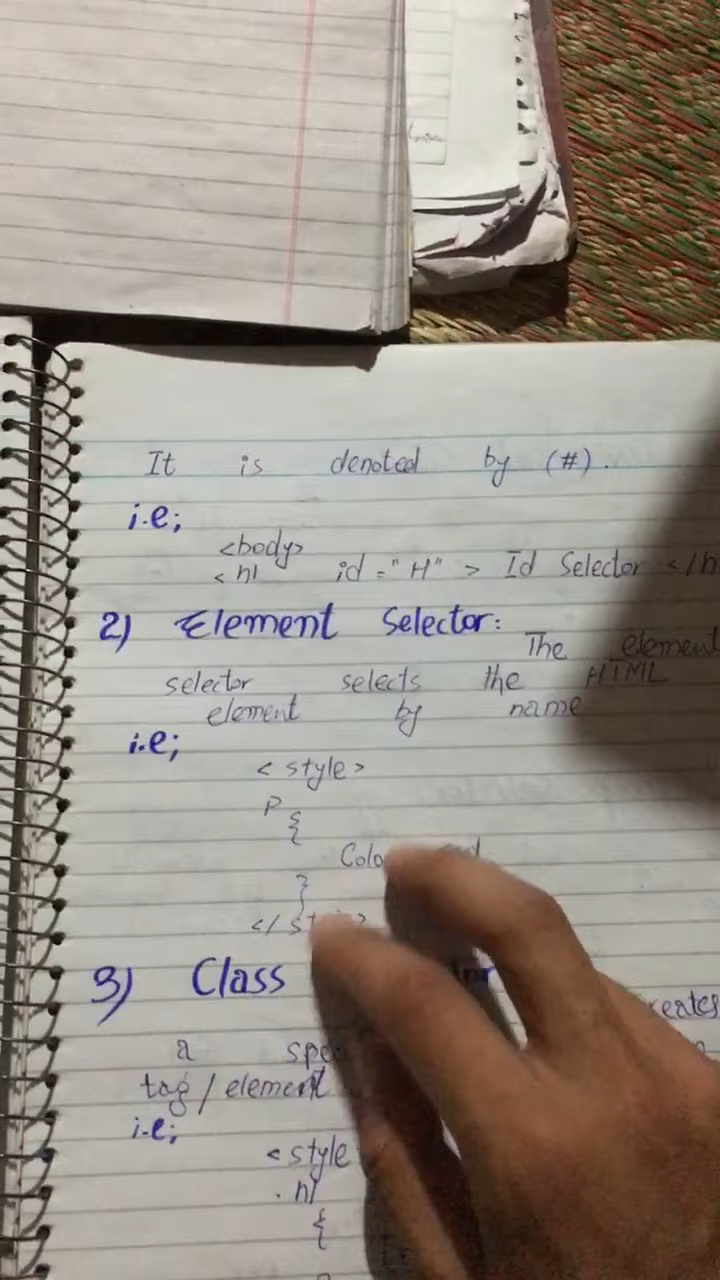 It is denoted by (#).
i.e;
<body>
<h1 id="H"> Id Selector </h
2) Element Selector:
The element
selector selects the HTML
element by name
i.e;
<style>
P
{
}
</
3) Class
creates
a
tag/element
i.e;
<style
.h1
{